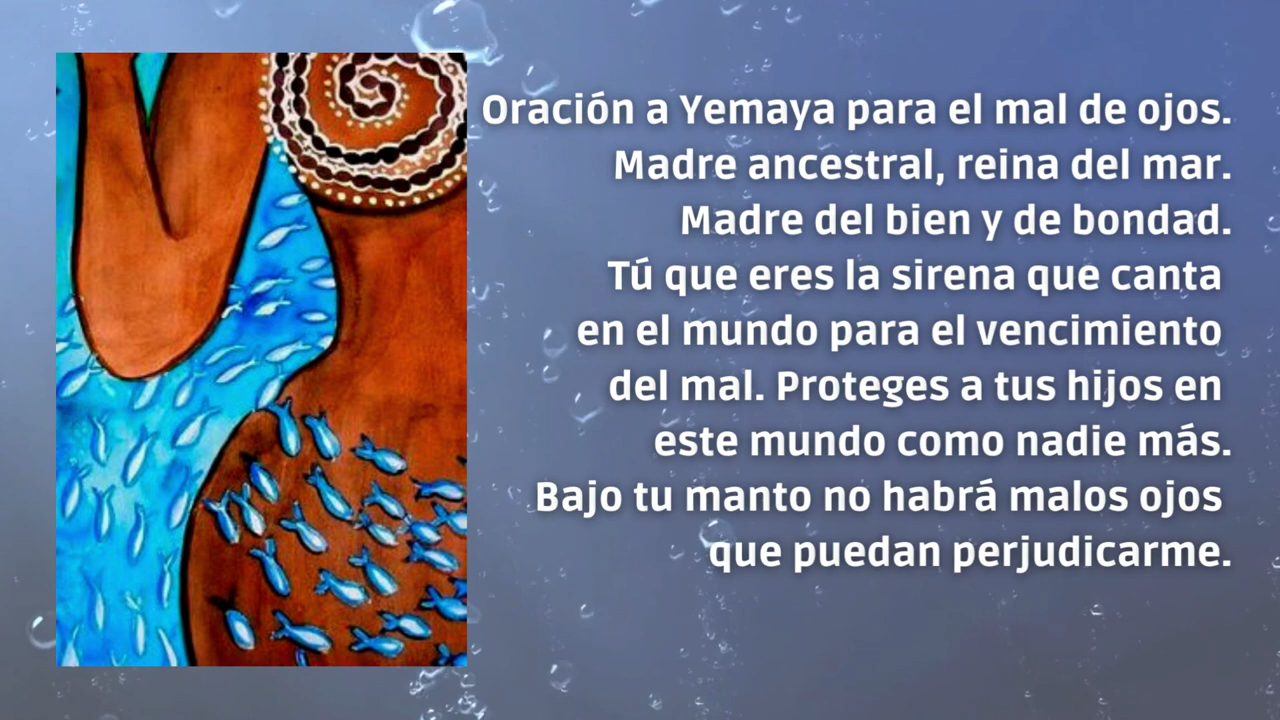 Oración a Yemaya para el mal de ojos.
Madre ancestral, reina del mar.
Madre del bien y de bondad.
Tú que eres la sirena que canta
en el mundo para el vencimiento
del mal. Proteges a tus hijos en
este mundo como nadie más.
Bajo tu manto no habrá malos ojos
que puedan perjudicarme.